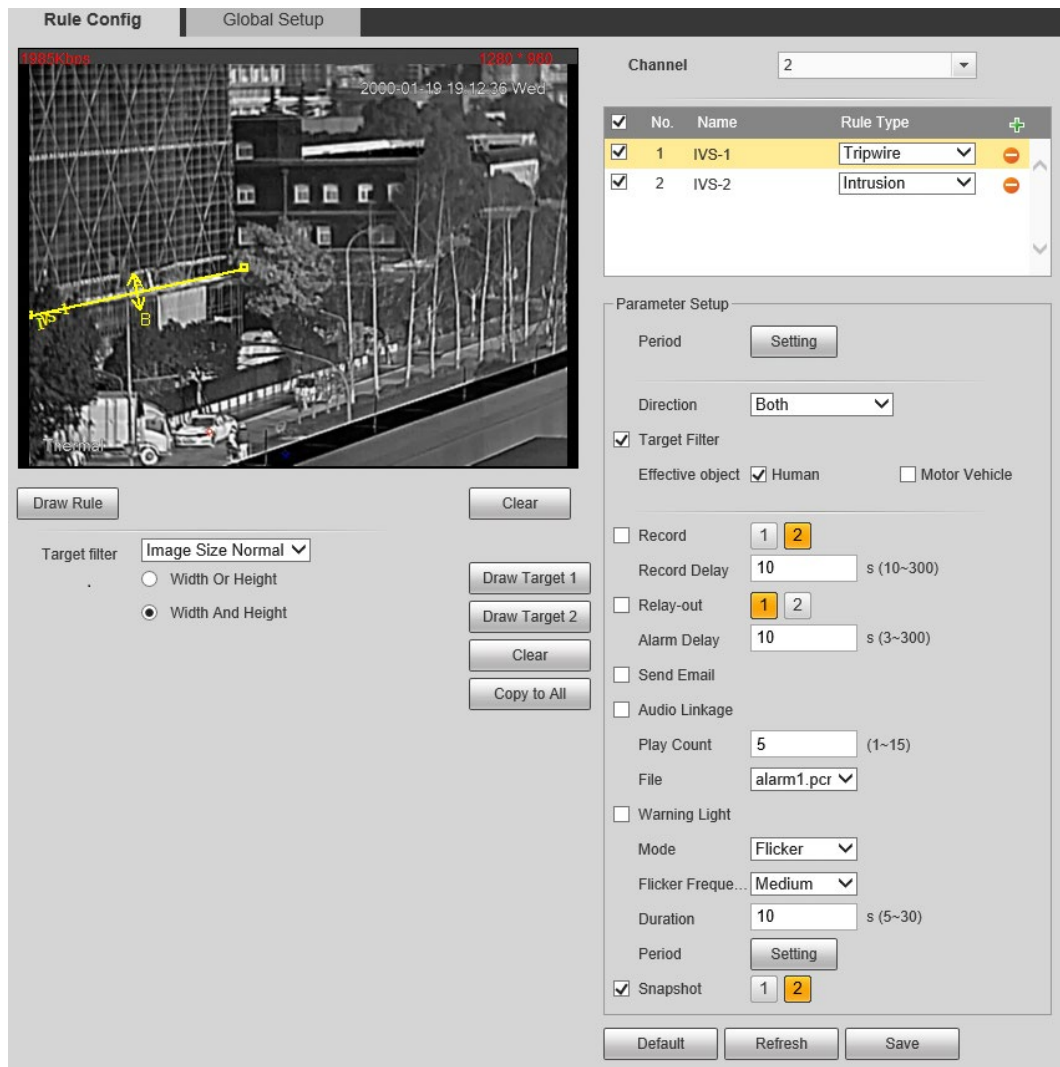 Rule Config
Global Setup
1985Kbps
1280 * 960
2000-01-19 19:12:36 Wed
IVS-1
B
Thermal
Draw Rule
Clear
Target filter
Image Size Normal
Width Or Height
Width And Height
Draw Target 1
Draw Target 2
Clear
Copy to All
Channel
2
No. Name Rule Type
1 IVS-1 Tripwire
2 IVS-2 Intrusion
Parameter Setup
Period Setting
Direction Both
Target Filter
Effective object Human Motor Vehicle
Record 1 2
Record Delay 10 s (10~300)
Relay-out 1 2
Alarm Delay 10 s (3~300)
Send Email
Audio Linkage
Play Count 5 (1~15)
File alarm1.pcr
Warning Light
Mode Flicker
Flicker Freque... Medium
Duration 10 s (5~30)
Period Setting
Snapshot 1 2
Default Refresh Save